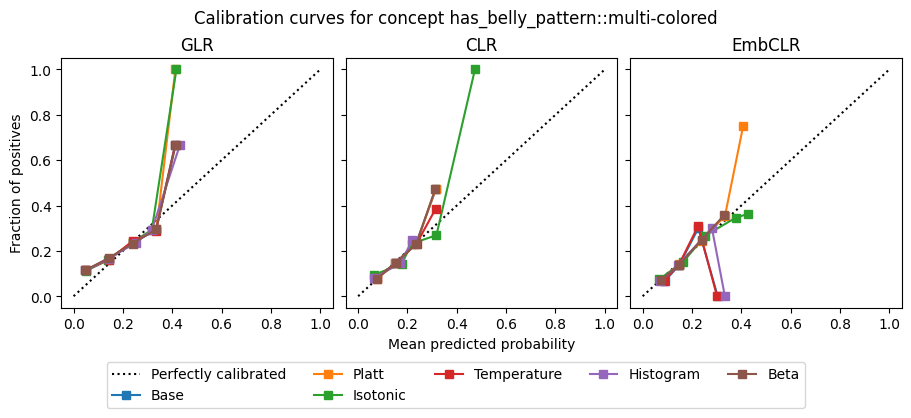 Calibration curves for concept has_belly_pattern::multi-colored
GLR
CLR
EmbCLR
Fraction of positives
1.0
0.8
0.6
0.4
0.2
0.0
0.0 0.2 0.4 0.6 0.8 1.0
0.0 0.2 0.4 0.6 0.8 1.0
0.0 0.2 0.4 0.6 0.8 1.0
Mean predicted probability
Perfectly calibrated
Base
Platt
Isotonic
Temperature
Histogram
Beta